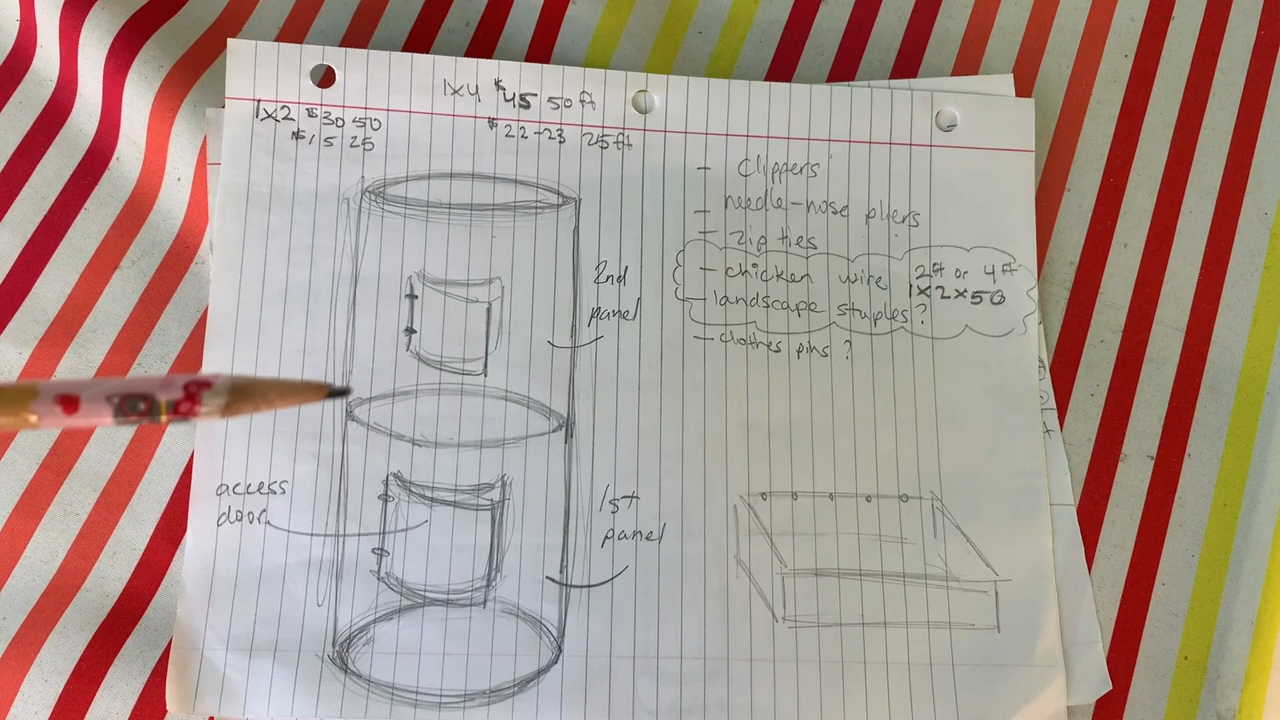 1x4 $45 50ft
1x2 $30 50
$15 25
$22-23 25ft
- clippers
- needle-nose pliers
- zip ties
- chicken wire 2ft or 4ft
1x2x50
- landscape staples?
- clothes pins?
2nd
panel
access
door
1st
panel